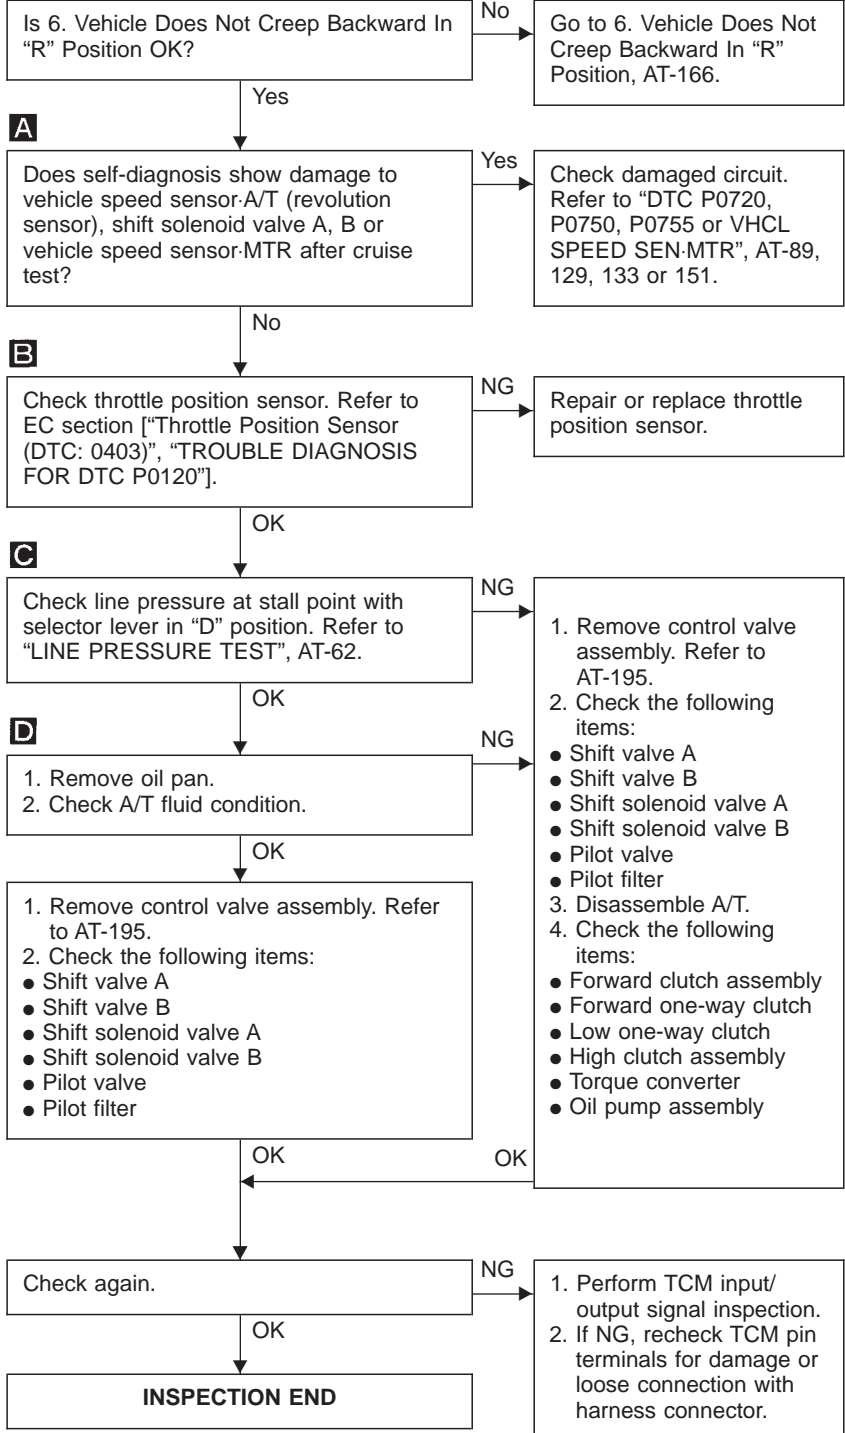 Is 6. Vehicle Does Not Creep Backward In
“R” Position OK?
No
Go to 6. Vehicle Does Not
Creep Backward In “R”
Position, AT-166.
Yes
A
Does self-diagnosis show damage to
vehicle speed sensor·A/T (revolution
sensor), shift solenoid valve A, B or
vehicle speed sensor·MTR after cruise
test?
Yes
Check damaged circuit.
Refer to “DTC P0720,
P0750, P0755 or VHCL
SPEED SEN·MTR”, AT-89,
129, 133 or 151.
No
B
Check throttle position sensor. Refer to
EC section [“Throttle Position Sensor
(DTC: 0403)”, “TROUBLE DIAGNOSIS
FOR DTC P0120”].
NG
Repair or replace throttle
position sensor.
OK
C
Check line pressure at stall point with
selector lever in “D” position. Refer to
“LINE PRESSURE TEST”, AT-62.
NG
1. Remove control valve
assembly. Refer to
AT-195.
2. Check the following
items:
● Shift valve A
● Shift valve B
● Shift solenoid valve A
● Shift solenoid valve B
● Pilot valve
● Pilot filter
3. Disassemble A/T.
4. Check the following
items:
● Forward clutch assembly
● Forward one-way clutch
● Low one-way clutch
● High clutch assembly
● Torque converter
● Oil pump assembly
OK
D
1. Remove oil pan.
2. Check A/T fluid condition.
NG
OK
1. Remove control valve assembly. Refer
to AT-195.
2. Check the following items:
● Shift valve A
● Shift valve B
● Shift solenoid valve A
● Shift solenoid valve B
● Pilot valve
● Pilot filter
OK
OK
Check again.
NG
1. Perform TCM input/
output signal inspection.
2. If NG, recheck TCM pin
terminals for damage or
loose connection with
harness connector.
OK
INSPECTION END